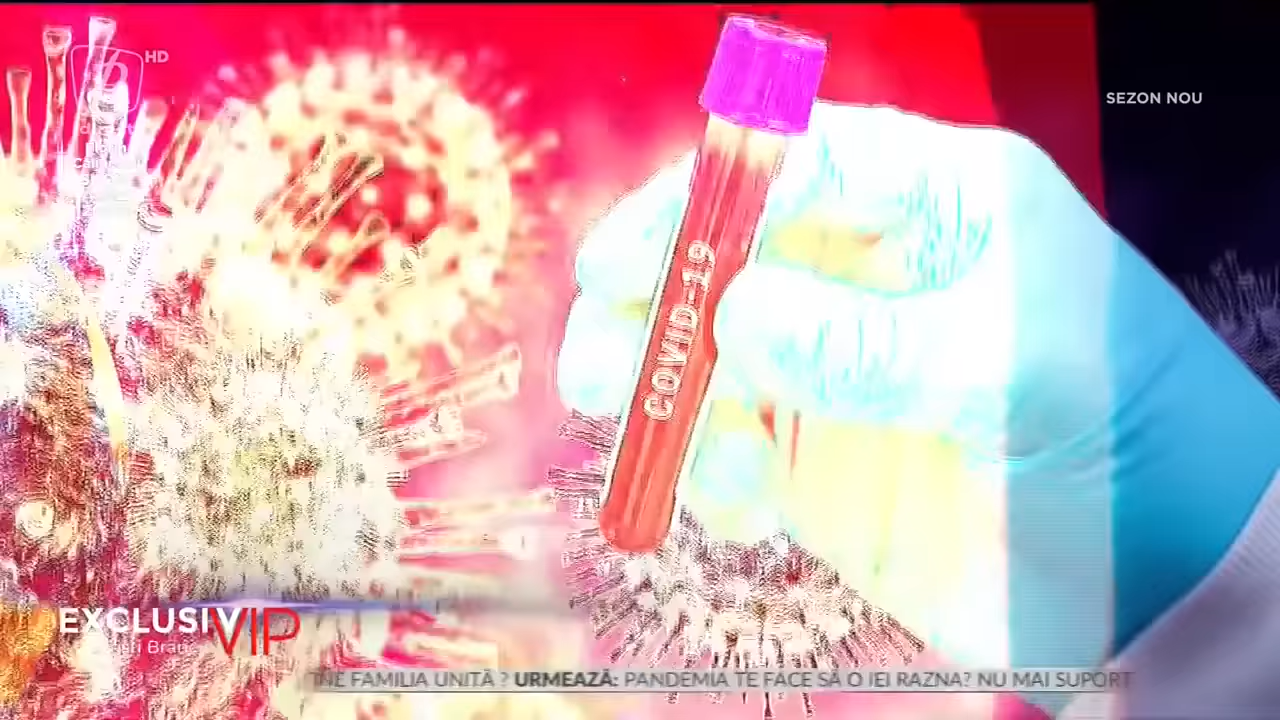 HD
SEZON NOU
COVID-19
EXCLUSIV VIP
URMEAZĂ: PANDEMIA TE FACE SĂ O IEI RAZNA? NU MAI SUPORT
FAMILIA UNITĂ ?